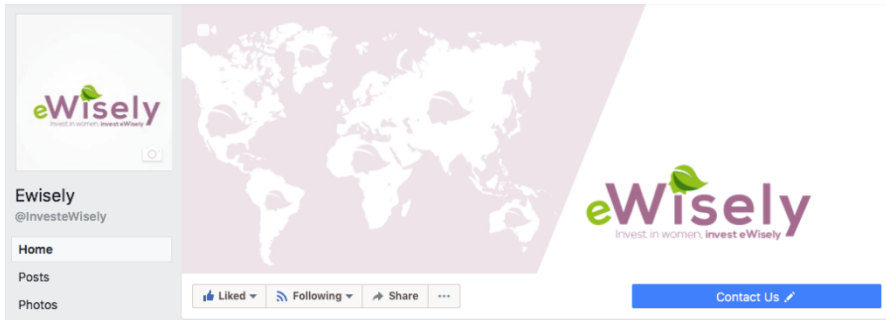 eWisely
Invest in women, invest eWisely
Ewisely
@InvesteWisely
Home
Posts
Photos
eWisely
Invest in women, invest eWisely
Liked
Following
Share
Contact Us